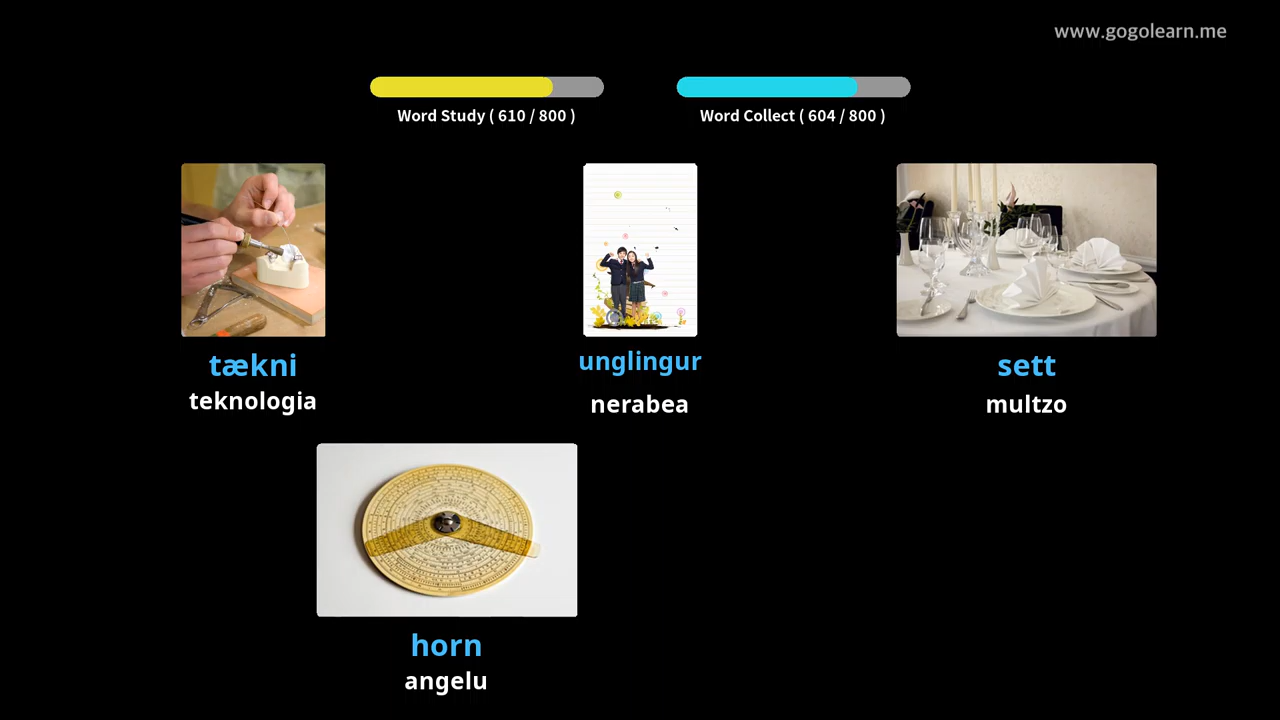 www.gogolearn.me
Word Study ( 610 / 800 )
Word Collect ( 604 / 800 )
tækni
teknologia
unglingur
nerabea
sett
multzo
horn
angelu